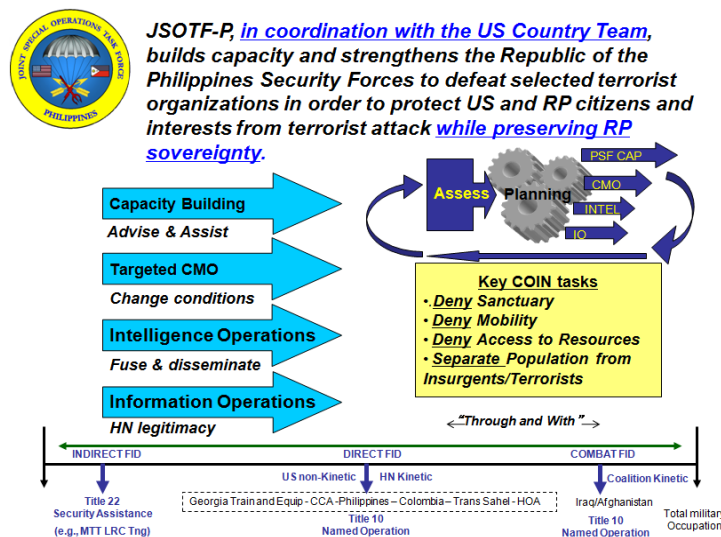 JOINT SPECIAL OPERATIONS TASK FORCE
PHILIPPINES
JSOTF-P, in coordination with the US Country Team,
builds capacity and strengthens the Republic of the
Philippines Security Forces to defeat selected terrorist
organizations in order to protect US and RP citizens and
interests from terrorist attack while preserving RP
sovereignty.
Capacity Building
Advise & Assist
Targeted CMO
Change conditions
Intelligence Operations
Fuse & disseminate
Information Operations
HN legitimacy
Assess
Planning
PSF CAP
CMO
INTEL
IO
Key COIN tasks
•.Deny Sanctuary
•Deny Mobility
•Deny Access to Resources
•Separate Population from
Insurgents/Terrorists
“Through and With”
INDIRECT FID
DIRECT FID
COMBAT FID
US non-Kinetic
HN Kinetic
Coalition Kinetic
Title 22
Security Assistance
(e.g., MTT LRC Tng)
Georgia Train and Equip - CCA -Philippines – Colombia – Trans Sahel - HOA
Title 10
Named Operation
Iraq/Afghanistan
Title 10
Named Operation
Total military
Occupation